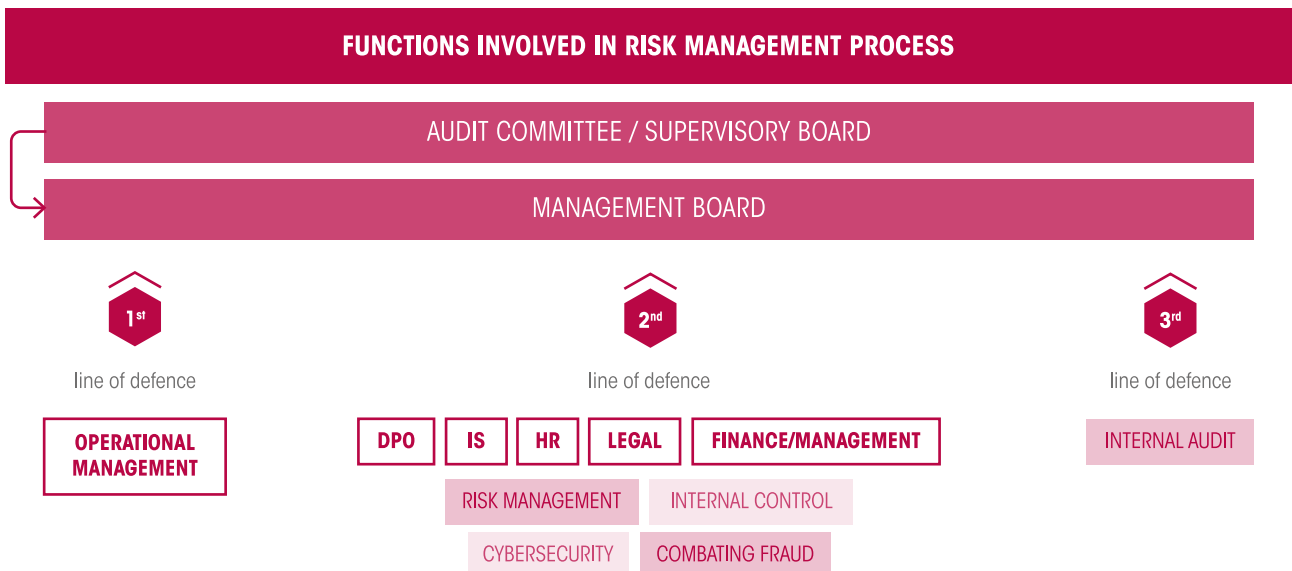 FUNCTIONS INVOLVED IN RISK MANAGEMENT PROCESS
AUDIT COMMITTEE / SUPERVISORY BOARD
MANAGEMENT BOARD
1st
line of defence
OPERATIONAL
MANAGEMENT
2nd
line of defence
DPO IS HR LEGAL FINANCE/MANAGEMENT
RISK MANAGEMENT INTERNAL CONTROL
CYBERSECURITY COMBATING FRAUD
3rd
line of defence
INTERNAL AUDIT